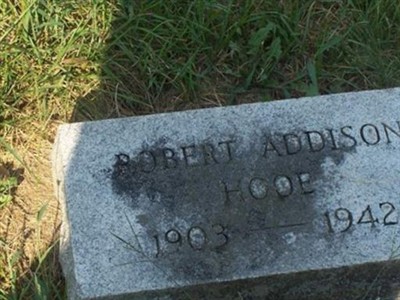 ROBERT ADDISON
HOOE
1903 — 1942